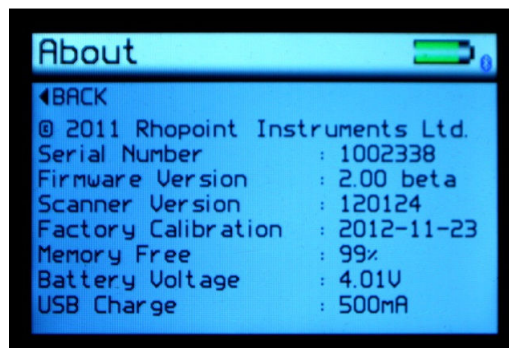 About
◀BACK
© 2011 Rhopoint Instruments Ltd.
Serial Number : 1002338
Firmware Version : 2.00 beta
Scanner Version : 120124
Factory Calibration : 2012-11-23
Memory Free : 99%
Battery Voltage : 4.01V
USB Charge : 500mA